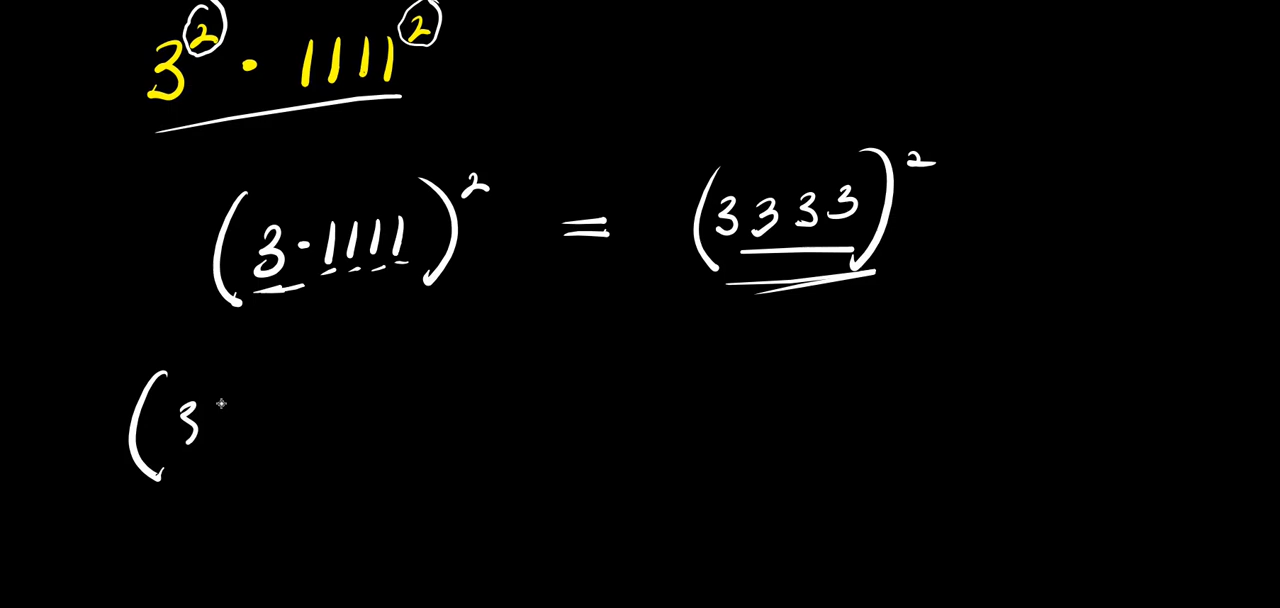 3² · 1111²
(3 · 1111)² = (3333)²
(3